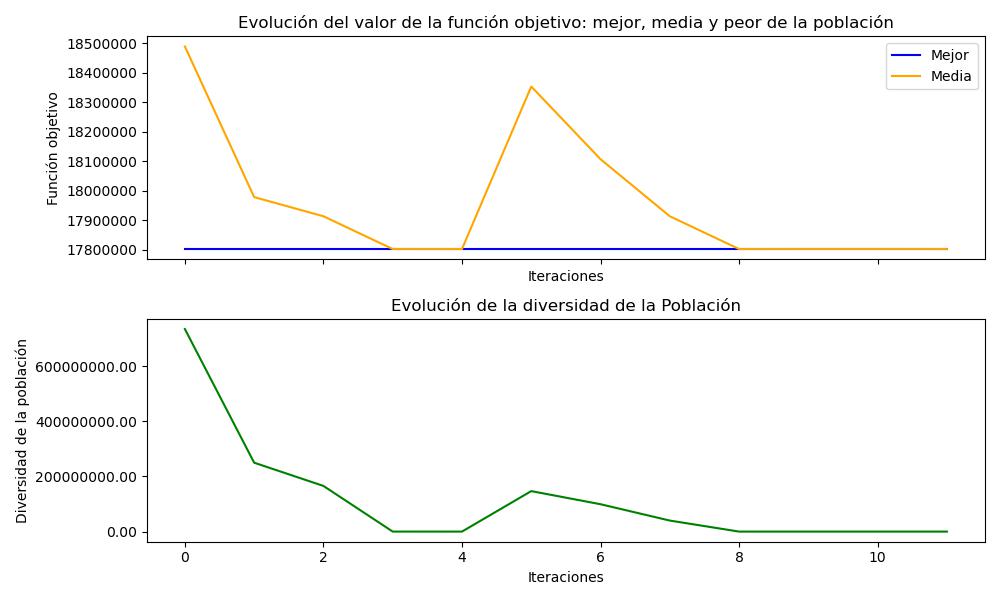 Evolución del valor de la función objetivo: mejor, media y peor de la población
18500000
18400000
18300000
18200000
18100000
18000000
17900000
17800000
Función objetivo
Mejor
Media
Iteraciones
Evolución de la diversidad de la Población
600000000.00
400000000.00
200000000.00
0.00
Diversidad de la población
0 2 4 6 8 10
Iteraciones